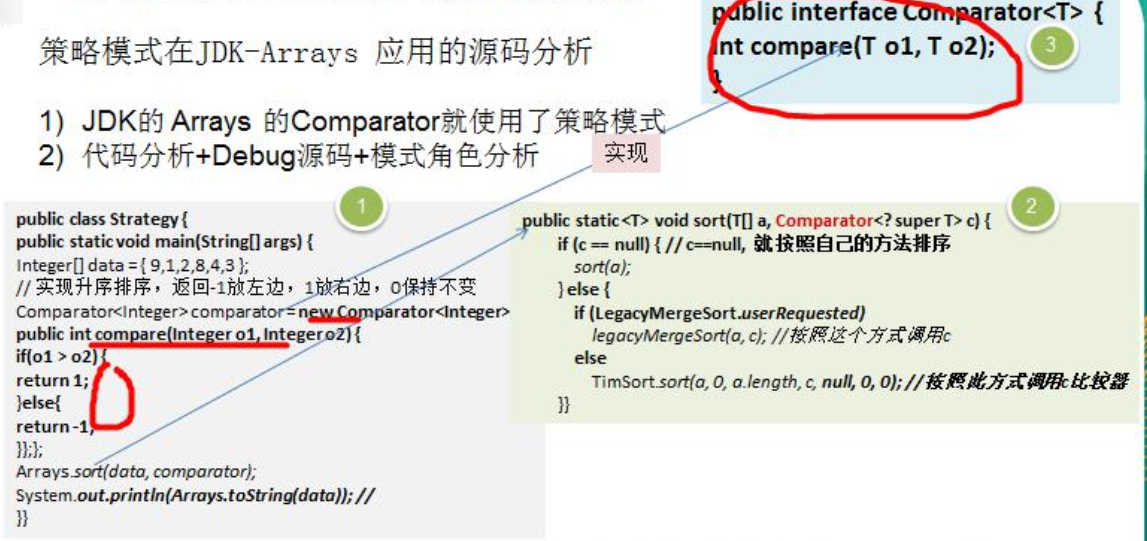 public interface Comparator<T> {
int compare(T o1, T o2);
}
3
策略模式在JDK-Arrays 应用的源码分析
1) JDK的 Arrays 的Comparator就使用了策略模式
2) 代码分析+Debug源码+模式角色分析
实现
1
public class Strategy {
public static void main(String[] args) {
Integer[] data = { 9,1,2,8,4,3 };
// 实现升序排序，返回-1放左边，1放右边，0保持不变
Comparator<Integer> comparator = new Comparator<Integer>
public int compare(Integer o1, Integer o2) {
if(o1 > o2) {
return 1;
}else{
return -1;
}};};
Arrays.sort(data, comparator);
System.out.println(Arrays.toString(data)); //
}}
2
public static <T> void sort(T[] a, Comparator<? super T> c) {
if (c == null) { // c==null, 就按照自己的方法排序
sort(a);
} else {
if (LegacyMergeSort.userRequested)
legacyMergeSort(a, c); //按照这个方式调用c
else
TimSort.sort(a, 0, a.length, c, null, 0, 0); // 按照此方式调用c比较器
}}